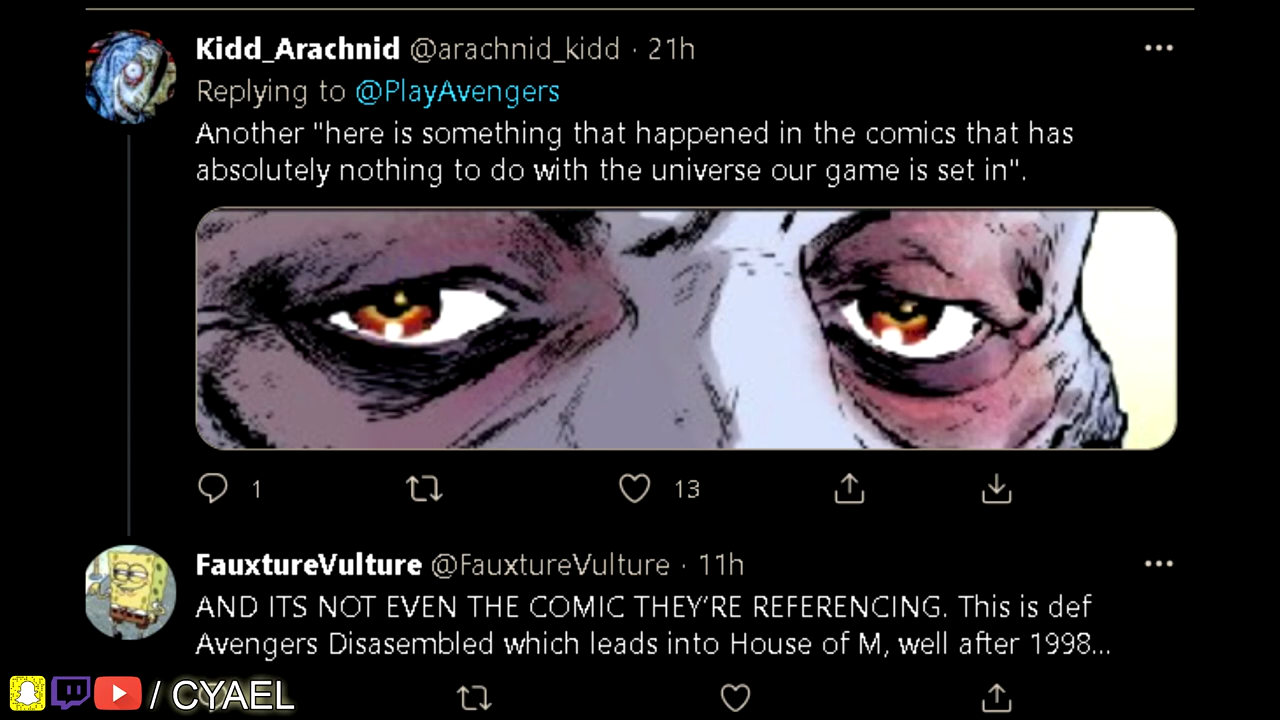 Kidd_Arachnid @arachnid_kidd · 21h
Replying to @PlayAvengers
Another "here is something that happened in the comics that has
absolutely nothing to do with the universe our game is set in".
1
13
FauxtureVulture @FauxtureVulture · 11h
AND ITS NOT EVEN THE COMIC THEY'RE REFERENCING. This is def
Avengers Disasembled which leads into House of M, well after 1998...
/ CYAEL